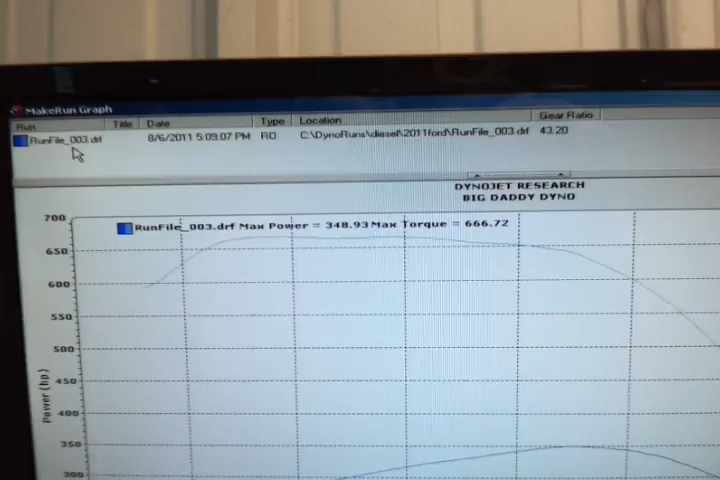 MakeRun Graph
Run Title Date Type Location Gear Ratio
RunFile_003.drf 8/6/2011 5:09:07 PM RO C:\DynoRuns\diesel\2011ford\RunFile_003.drf 43.20
DYNOJET RESEARCH
BIG DADDY DYNO
RunFile_003.drf Max Power = 348.93 Max Torque = 666.72
700
650
600
550
500
450
400
350
300
Power (hp)